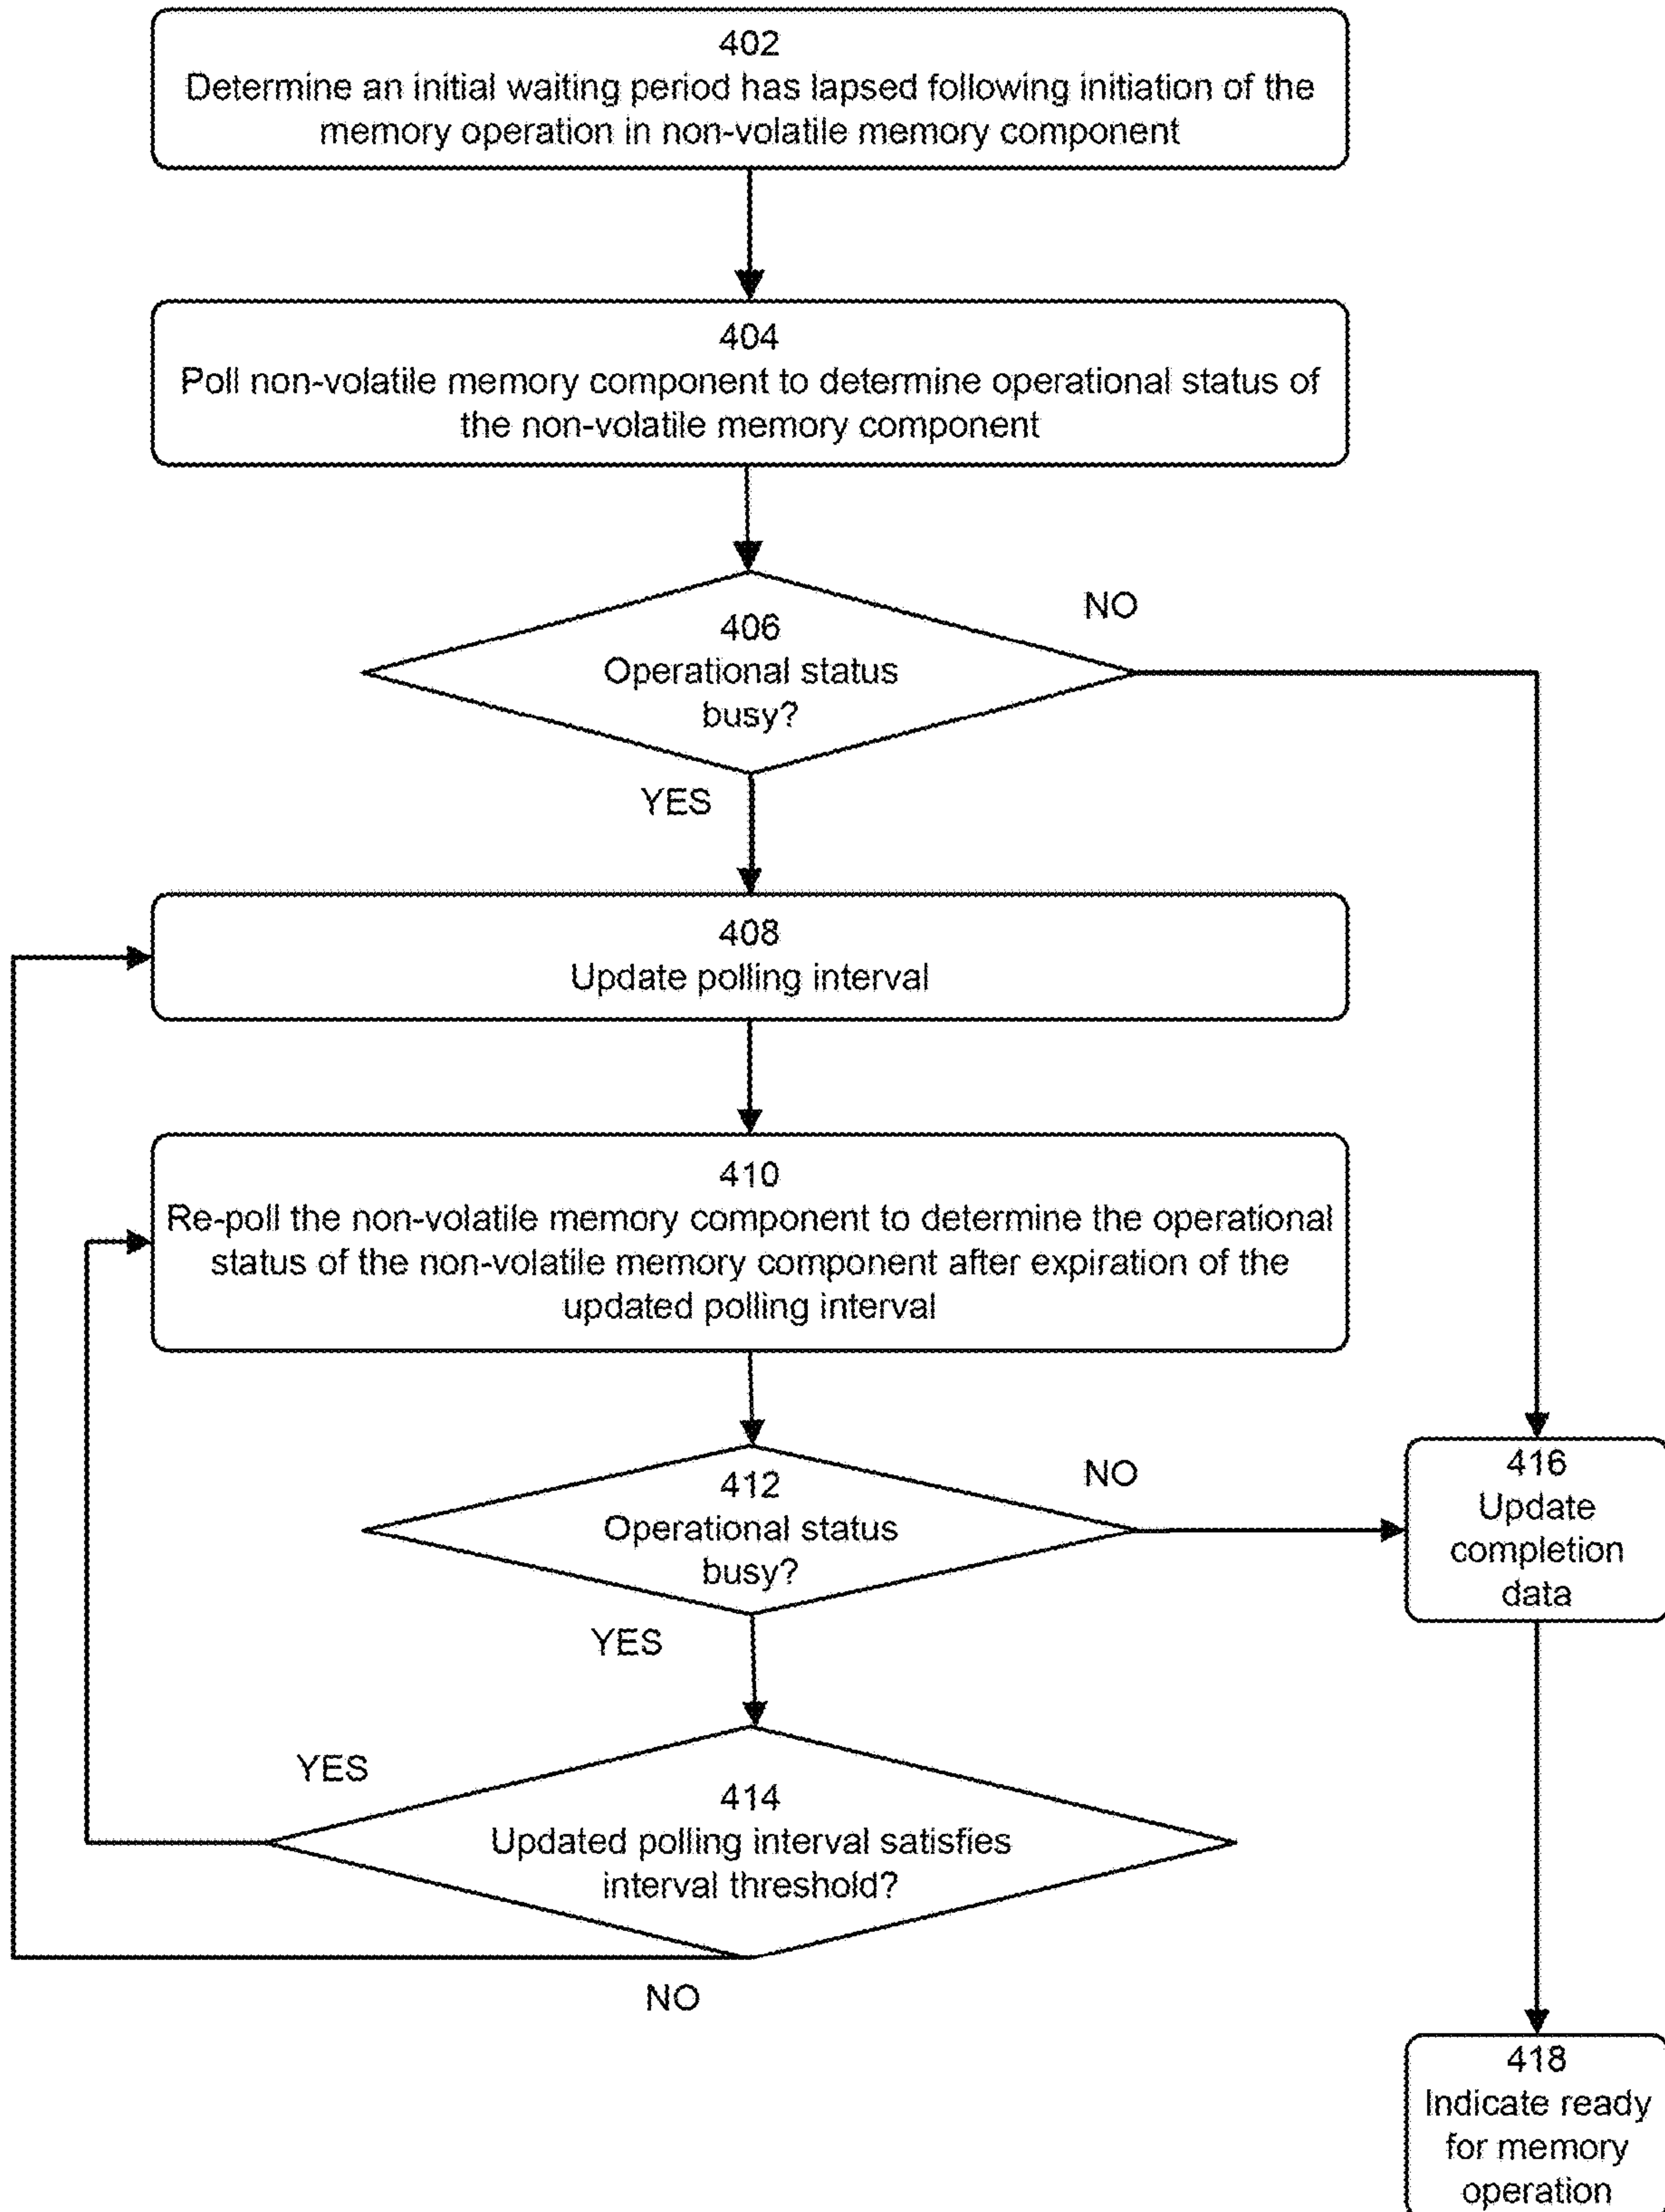 402
Determine an initial waiting period has lapsed following initiation of the
memory operation in non-volatile memory component
404
Poll non-volatile memory component to determine operational status of
the non-volatile memory component
406
Operational status
busy?
NO
YES
408
Update polling interval
410
Re-poll the non-volatile memory component to determine the operational
status of the non-volatile memory component after expiration of the
updated polling interval
412
Operational status
busy?
NO
YES
416
Update
completion
data
414
Updated polling interval satisfies
interval threshold?
YES
NO
418
Indicate ready
for memory
operation